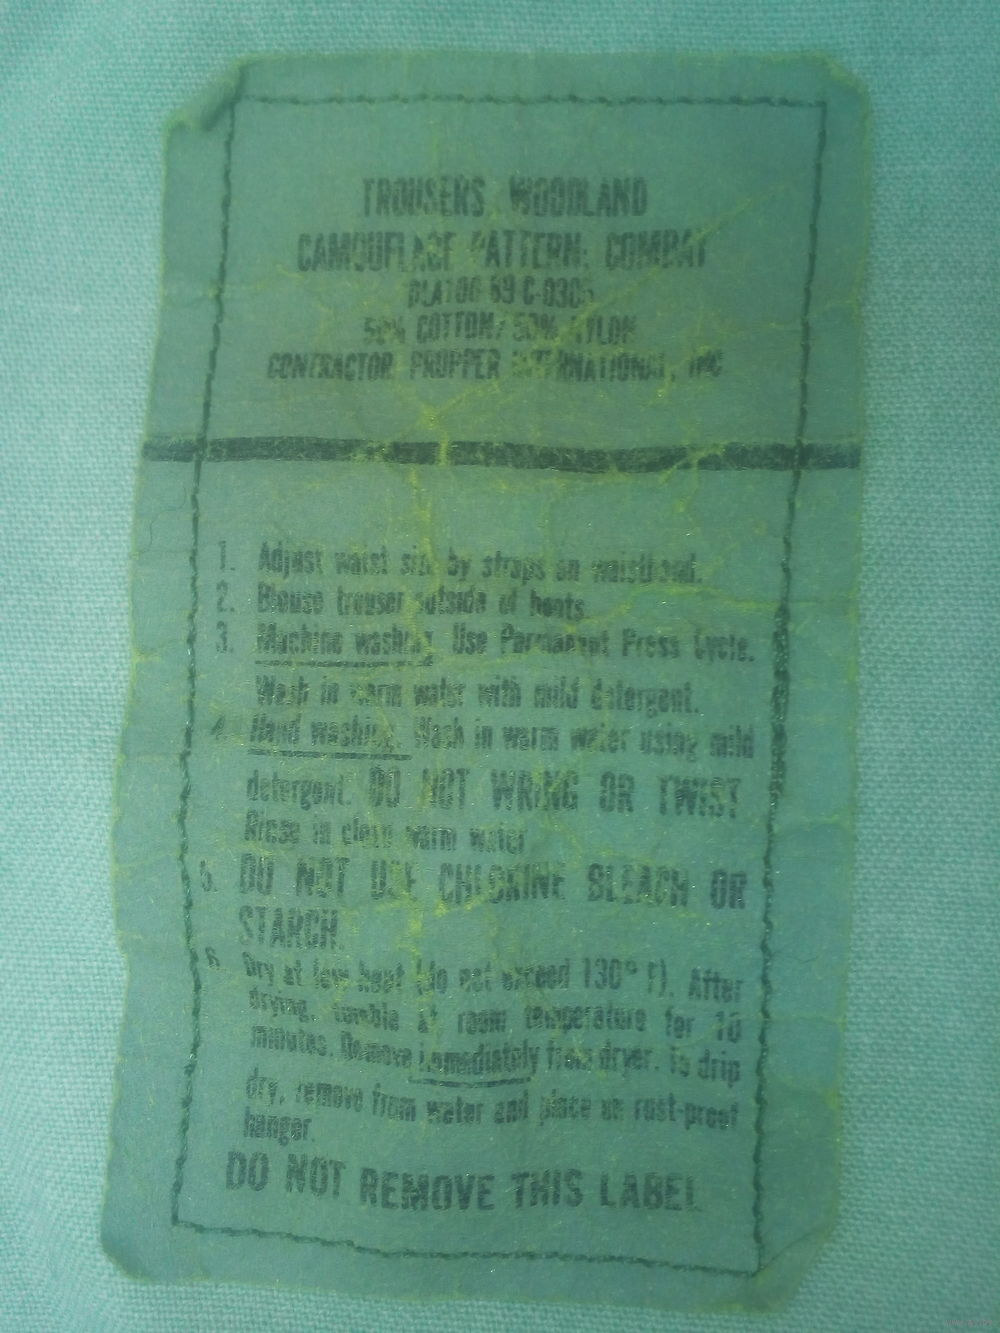 TROUSERS, WOODLAND
CAMOUFLAGE PATTERN: COMBAT
50% COTTON/ 50% NYLON
CONTRACTOR PROPPER INTERNATIONAL, INC
1. Adjust waist size by straps on waistband.
2. Blouse trouser outside of boots
3. Machine washing. Use Permanent Press Cycle.
Wash in warm water with mild detergent.
4. Hand washing. Wash in warm water using mild
detergent. DO NOT WRING OR TWIST
Rinse in clean warm water
5. DO NOT USE CHLORINE BLEACH OR
STARCH.
6. Dry at low heat (do not exceed 130° F). After
drying, tumble at room temperature for 10
minutes. Remove immediately from dryer. To drip
dry, remove from water and place on rust-proof
hanger.
DO NOT REMOVE THIS LABEL